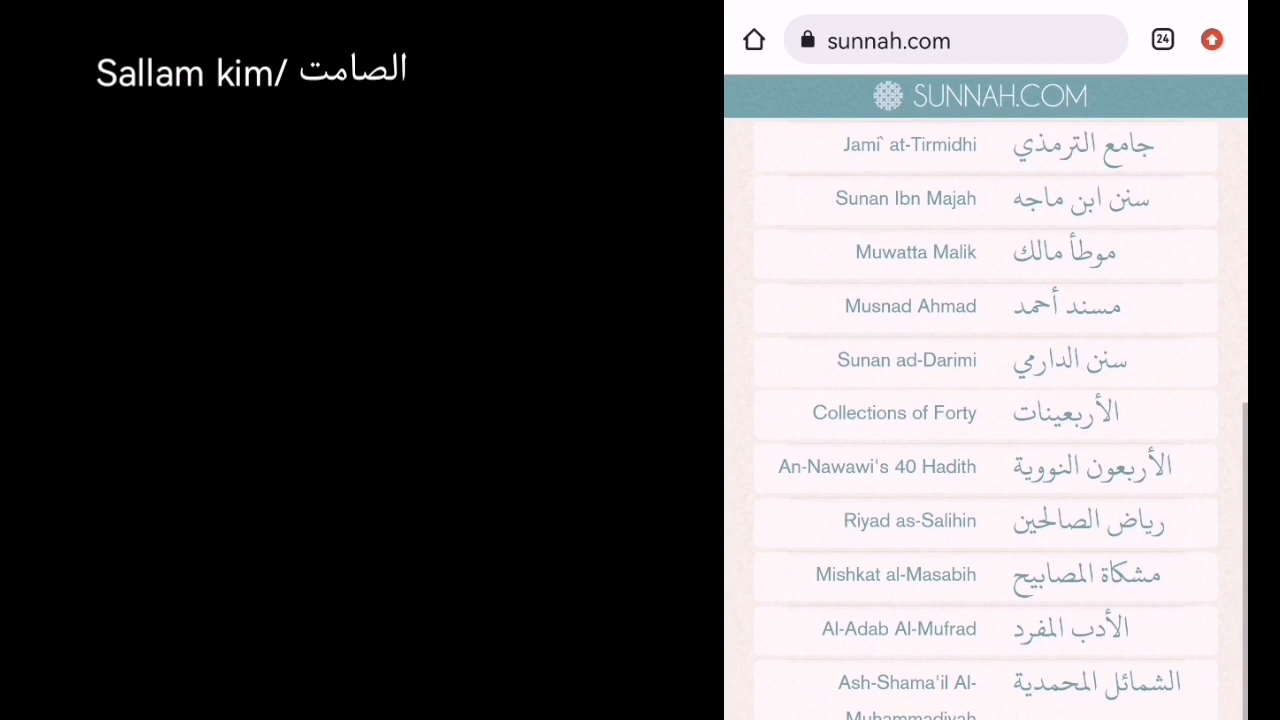 Sallam kim/ الصامت
24
sunnah.com
SUNNAH.COM
Jami` at-Tirmidhi جامع الترمذي
Sunan Ibn Majah سنن ابن ماجه
Muwatta Malik موطأ مالك
Musnad Ahmad مسند أحمد
Sunan ad-Darimi سنن الدارمي
Collections of Forty الأربعينات
An-Nawawi's 40 Hadith الأربعون النووية
Riyad as-Salihin رياض الصالحين
Mishkat al-Masabih مشكاة المصابيح
Al-Adab Al-Mufrad الأدب المفرد
Ash-Shama'il Al- الشمائل المحمدية
Muhammadiyah